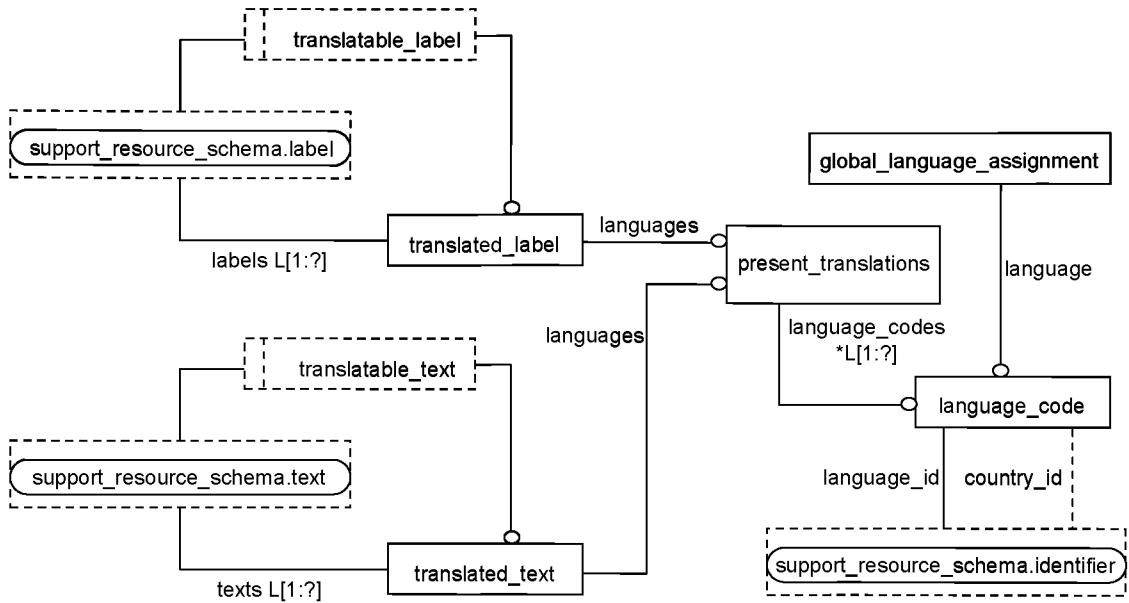 translatable_label
support_resource_schema.label
global_language_assignment
languages
translated_label
labels L[1:?]
present_translations
language
languages
language_codes
*L[1:?]
translatable_text
language_code
support_resource_schema.text
language_id
country_id
translated_text
support_resource_schema.identifier
texts L[1:?]